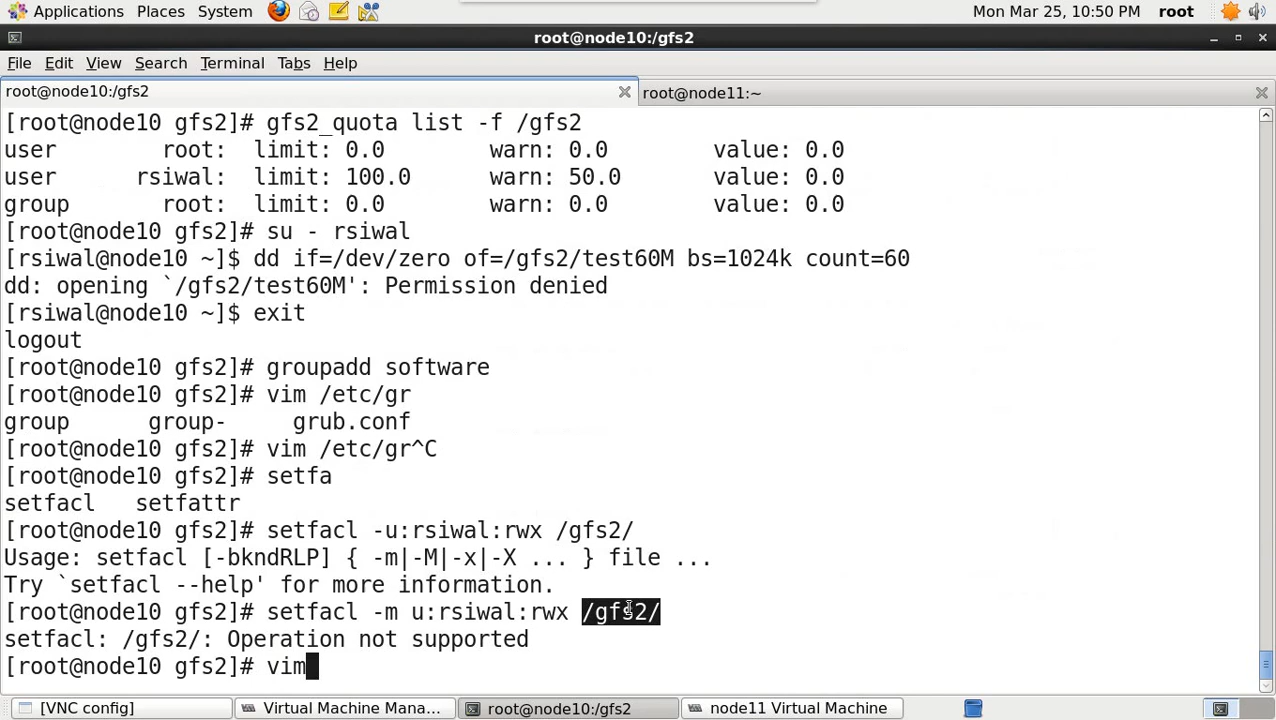 Applications Places System Mon Mar 25, 10:50 PM root
root@node10:/gfs2
File Edit View Search Terminal Tabs Help
root@node10:/gfs2 root@node11:~
[root@node10 gfs2]# gfs2_quota list -f /gfs2
user root: limit: 0.0 warn: 0.0 value: 0.0
user rsiwal: limit: 100.0 warn: 50.0 value: 0.0
group root: limit: 0.0 warn: 0.0 value: 0.0
[root@node10 gfs2]# su - rsiwal
[rsiwal@node10 ~]$ dd if=/dev/zero of=/gfs2/test60M bs=1024k count=60
dd: opening `/gfs2/test60M': Permission denied
[rsiwal@node10 ~]$ exit
logout
[root@node10 gfs2]# groupadd software
[root@node10 gfs2]# vim /etc/gr
group group- grub.conf
[root@node10 gfs2]# vim /etc/gr^C
[root@node10 gfs2]# setfa
setfacl setfattr
[root@node10 gfs2]# setfacl -u:rsiwal:rwx /gfs2/
Usage: setfacl [-bkndRLP] { -m|-M|-x|-X ... } file ...
Try `setfacl --help' for more information.
[root@node10 gfs2]# setfacl -m u:rsiwal:rwx /gfs2/
setfacl: /gfs2/: Operation not supported
[root@node10 gfs2]# vim
[VNC config] Virtual Machine Mana... root@node10:/gfs2 node11 Virtual Machine